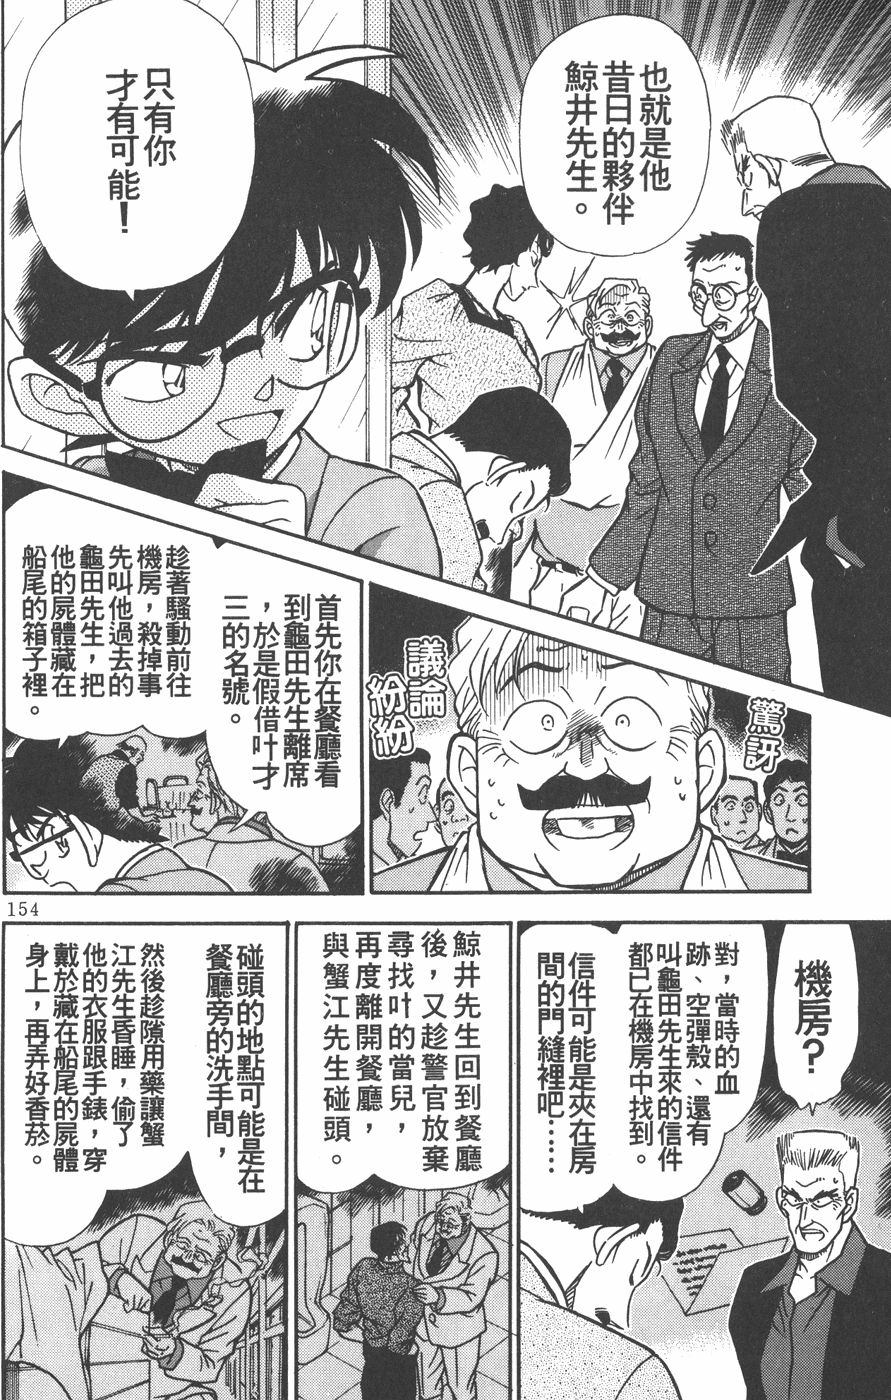 也就是他
昔日的夥伴
鯨井先生。
只有你
才有可能！
驚訝
議論
紛紛
首先你在餐廳看
到龜田先生離席
，於是假借叶才
三的名號。
趁著騷動前往
機房，殺掉事
先叫他過去的
龜田先生，把
他的屍體藏在
船尾的箱子裡。
154
機房？
對，當時的血
跡、空彈殼、還有
叫龜田先生來的信件
都已在機房中找到。
信件可能是夾在房
間的門縫裡吧……
鯨井先生回到餐廳
後，又趁警官放棄
尋找叶的當兒，
再度離開餐廳，
與蟹江先生碰頭。
碰頭的地點可能是在
餐廳旁的洗手間，
然後趁隙用藥讓蟹
江先生昏睡，偷了
他的衣服跟手錶，穿
戴於藏在船尾的屍體
身上，再弄好香菸。